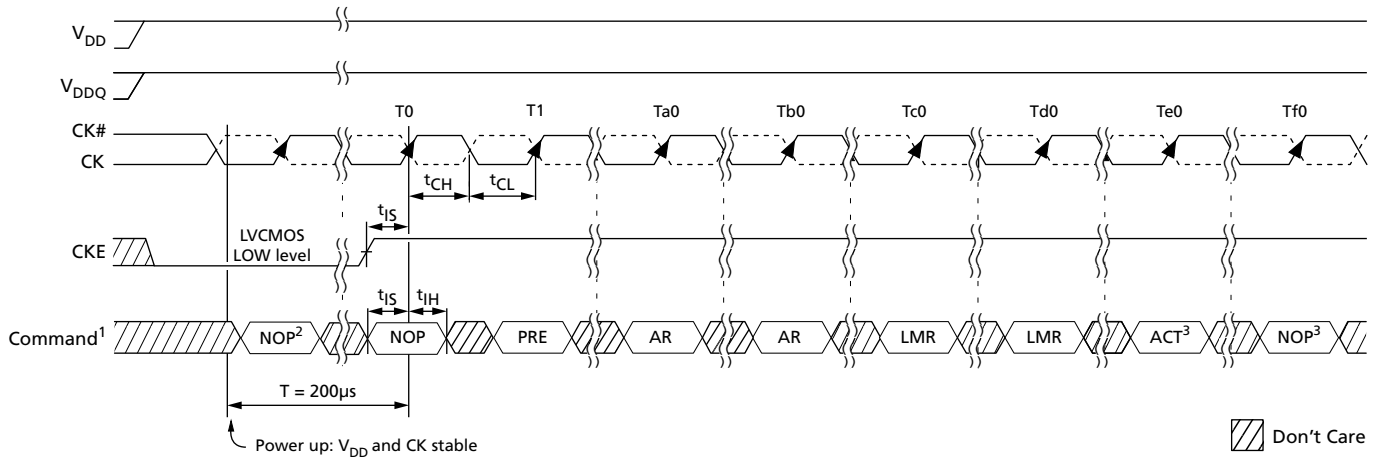 VDD
VDDQ
T0 T1 Ta0 Tb0 Tc0 Td0 Te0 Tf0
CK#
CK
tCH tCL
tIS
LVCMOS
LOW level
CKE
tIS tIH
Command1 NOP2 NOP PRE AR AR LMR LMR ACT3 NOP3
T = 200µs
Power up: VDD and CK stable
Don't Care